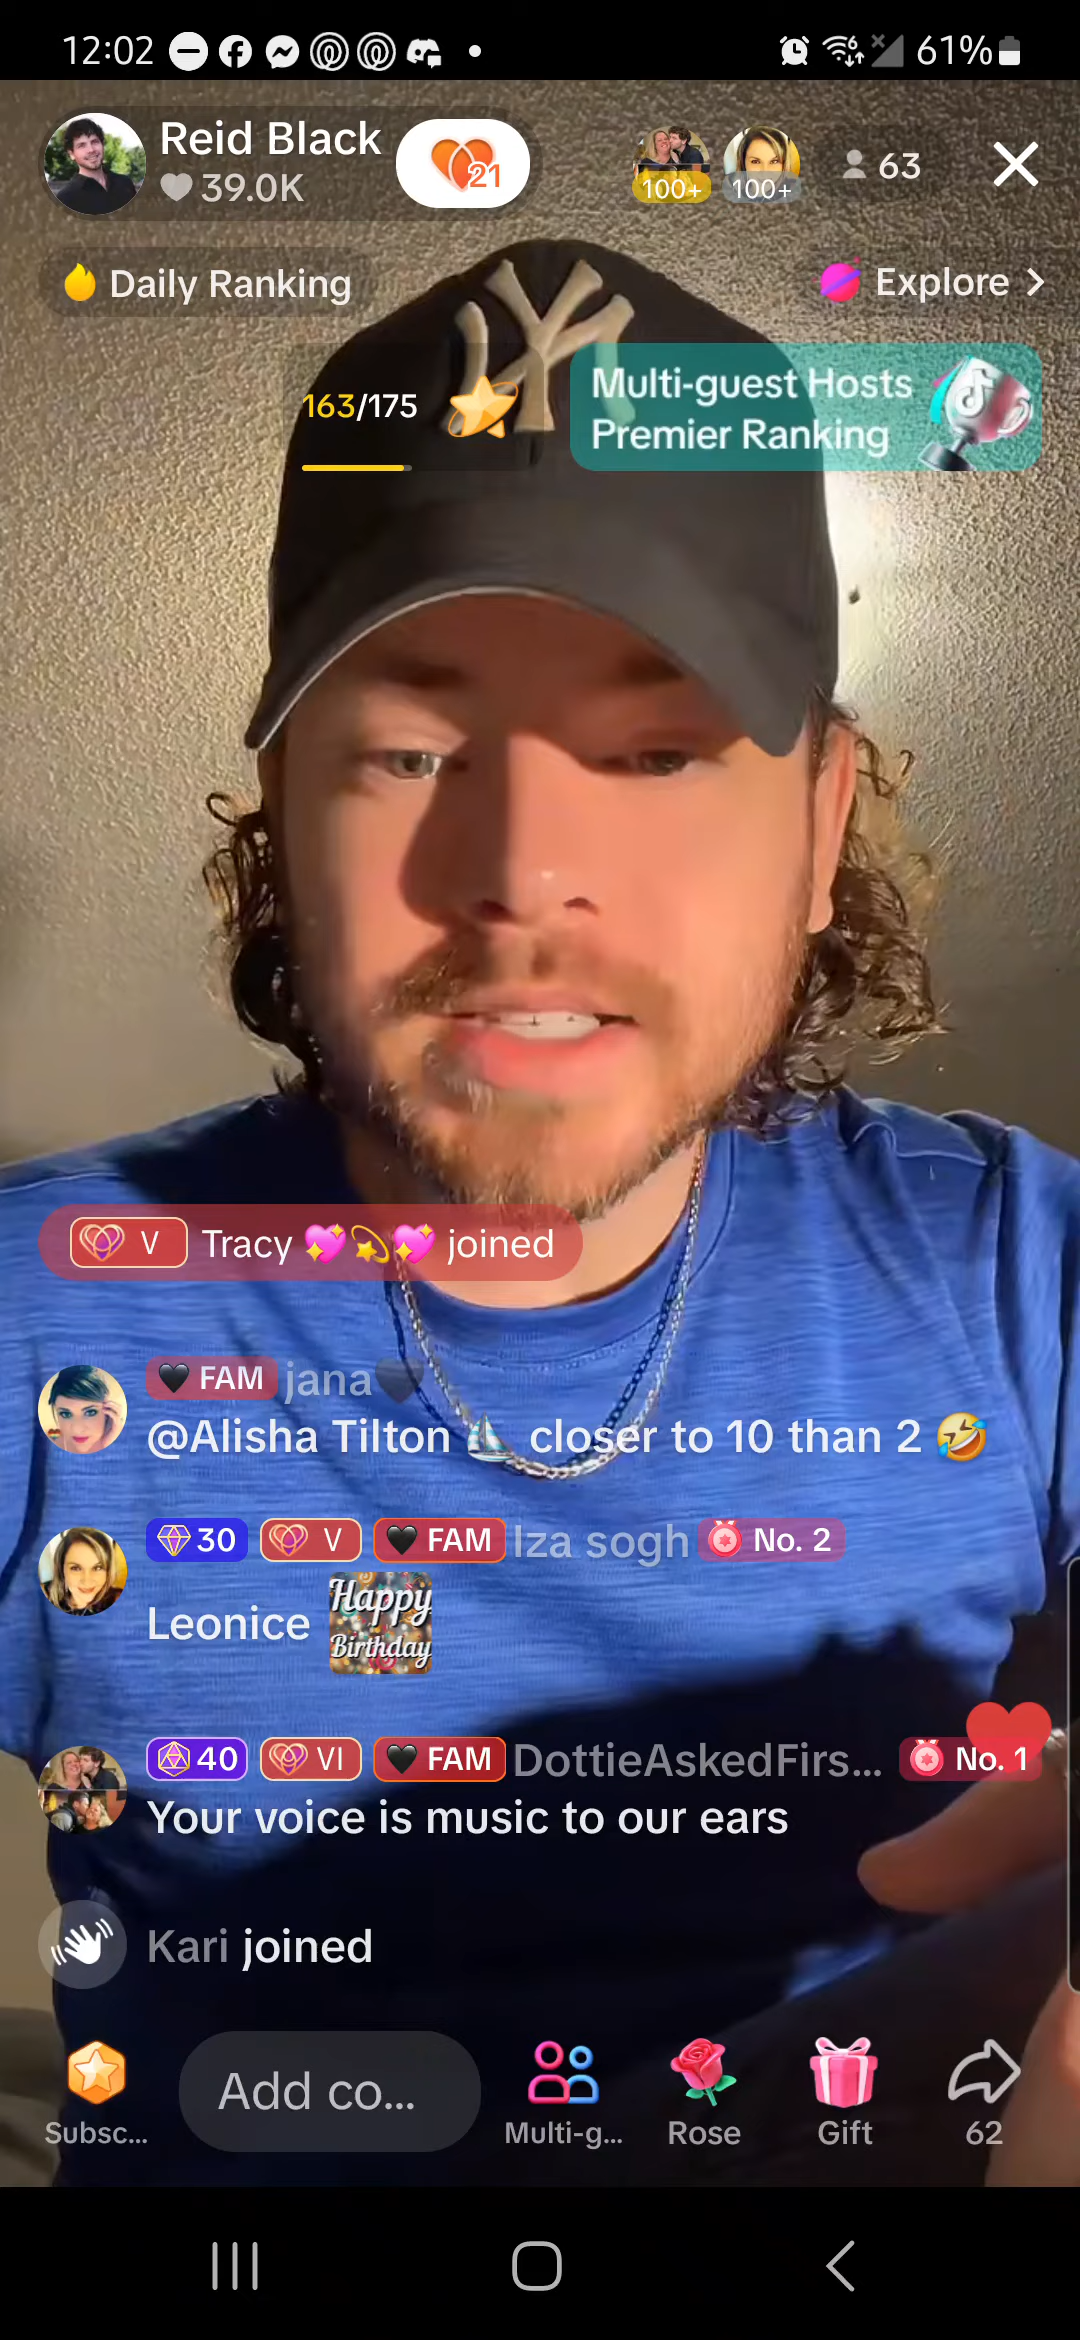 12:02
61%
Reid Black
39.0K
21
100+
100+
63
Daily Ranking
Explore
NY
163/175
Multi-guest Hosts
Premier Ranking
V Tracy 💖💫💖 joined
🖤 FAM jana🖤
@Alisha Tilton ⛵ closer to 10 than 2 🤣
30 V 🖤 FAM Iza sogh No. 2
Leonice Happy
Birthday
40 VI 🖤 FAM DottieAskedFirs... No. 1
Your voice is music to our ears
Kari joined
Add co...
Subsc...
Multi-g...
Rose
Gift
62